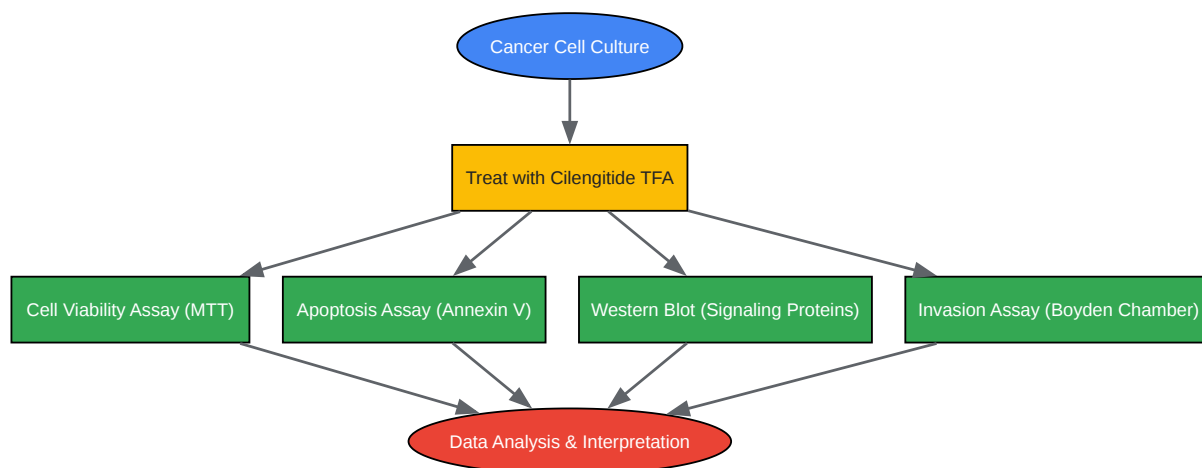 Cancer Cell Culture
Treat with Cilengitide TFA
Cell Viability Assay (MTT)
Apoptosis Assay (Annexin V)
Western Blot (Signaling Proteins)
Invasion Assay (Boyden Chamber)
Data Analysis & Interpretation